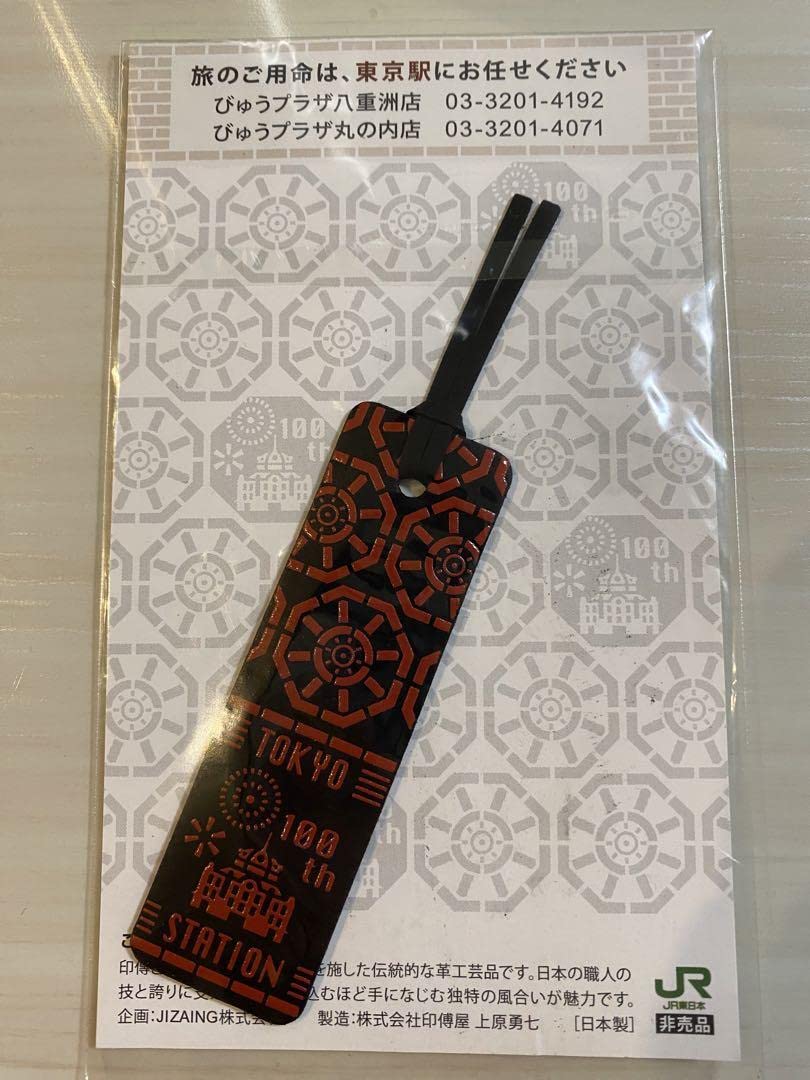 旅のご用命は、東京駅にお任せください
びゅうプラザ八重洲店 03-3201-4192
びゅうプラザ丸の内店 03-3201-4071
100th
100th
100th
TOKYO
100th
STATION
印傳
を施した伝統的な革工芸品です。日本の職人の
技と誇りに
込むほど手になじむ独特の風合いが魅力です。
企画:JIZAING株式会 製造:株式会社印傳屋 上原勇七 [日本製]
JR
JR東日本
非売品